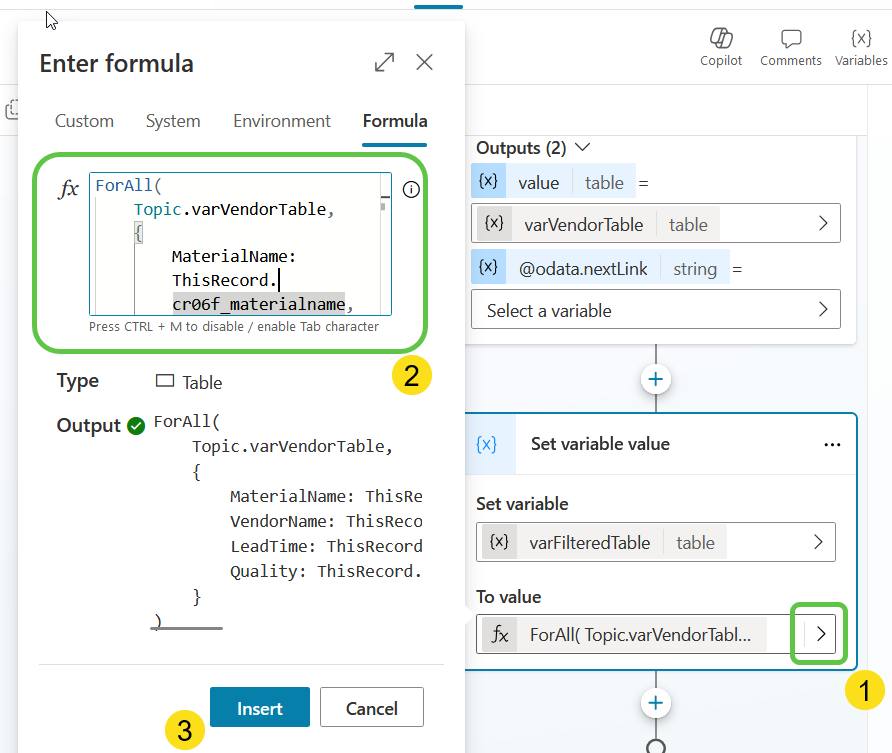 Enter formula
Copilot
Comments
Variables
Custom
System
Environment
Formula
fx
ForAll(
Topic.varVendorTable,
{
MaterialName:
ThisRecord.
cr06f_materialname,
Press CTRL + M to disable / enable Tab character
2
Type
Table
Output
ForAll(
Topic.varVendorTable,
{
MaterialName: ThisRe
VendorName: ThisReco
LeadTime: ThisRecord
Quality: ThisRecord.
}
)
Insert
Cancel
3
Outputs (2)
{x} value table =
{x} varVendorTable table
{x} @odata.nextLink string =
Select a variable
{x} Set variable value
Set variable
{x} varFilteredTable table
To value
fx ForAll( Topic.varVendorTabl...
1